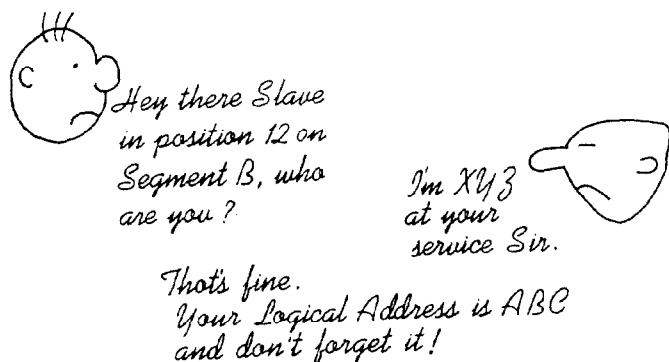 Hey there Slave
in position 12 on
Segment B, who
are you?
I'm XYZ
at your
service Sir.
That's fine.
Your Logical Address is ABC
and don't forget it!